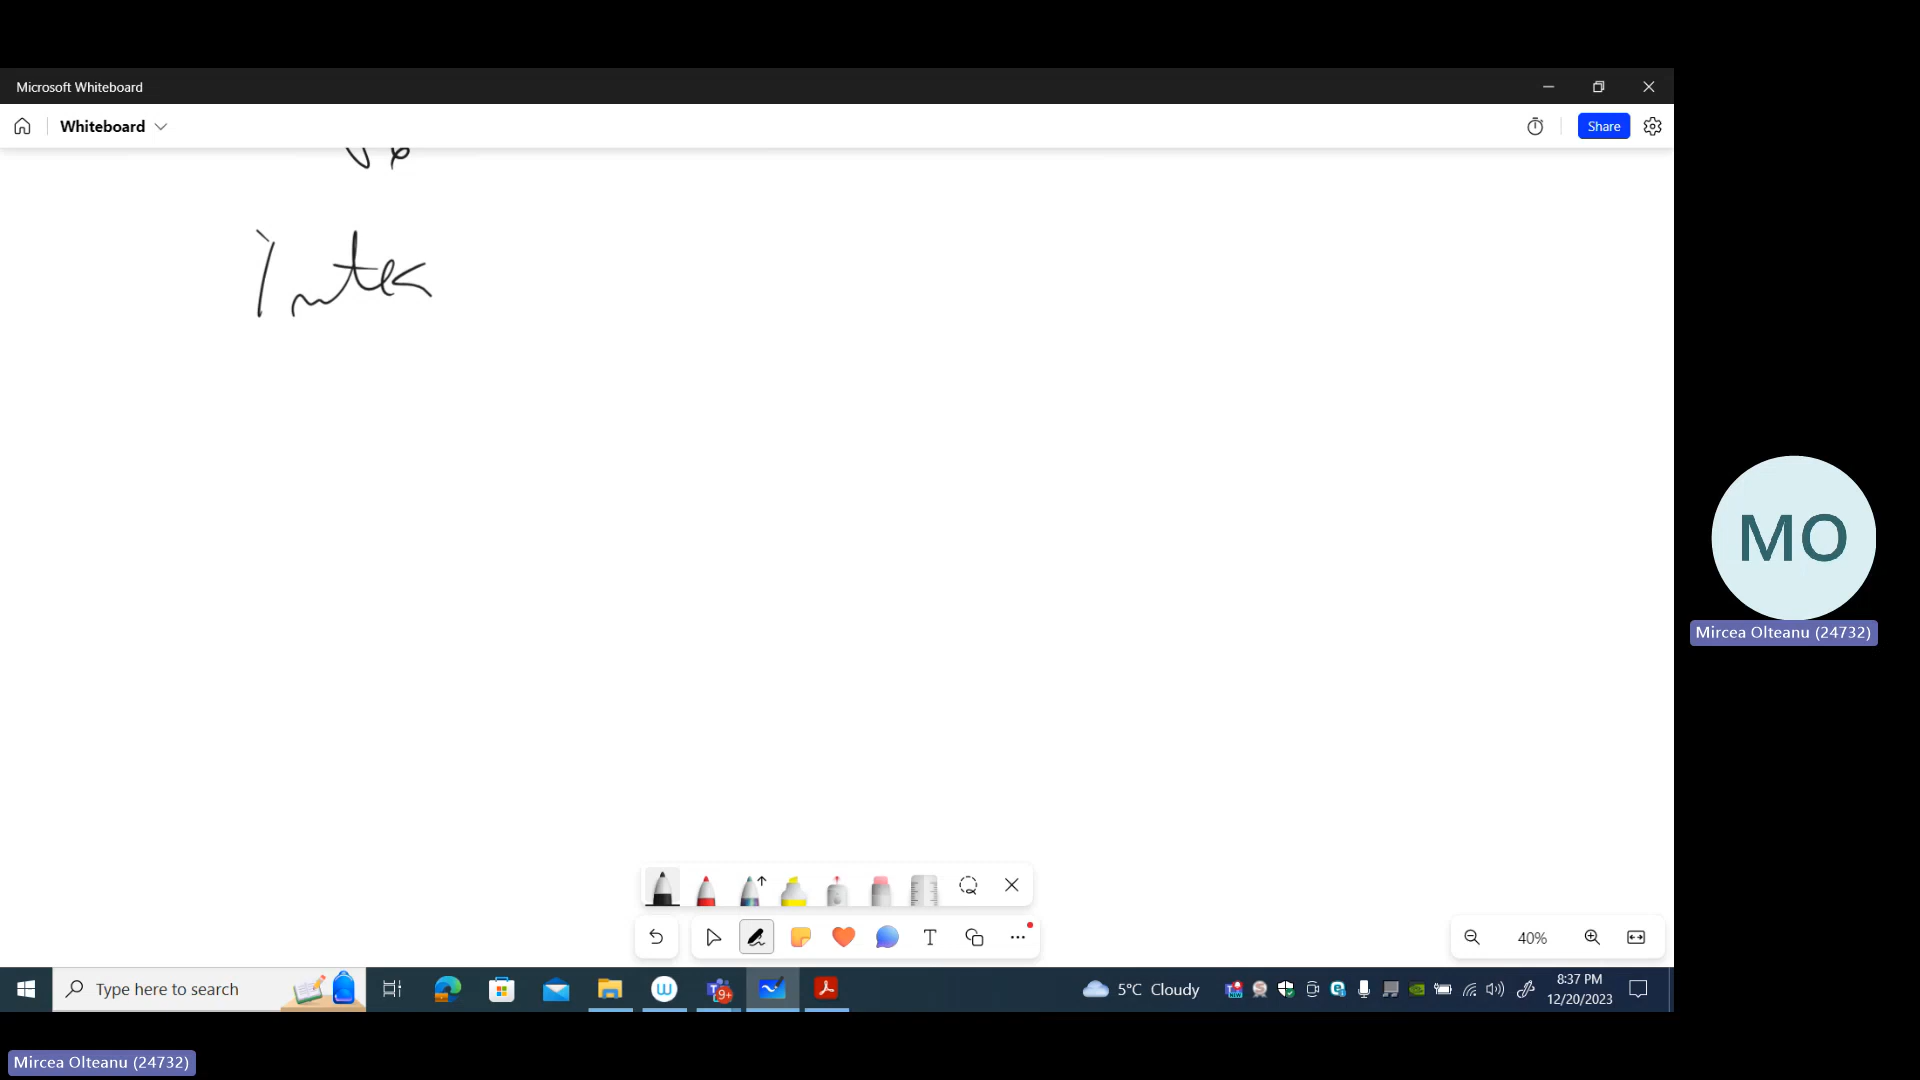 Microsoft Whiteboard
Whiteboard
Share
MO
Mircea Olteanu (24732)
40%
Type here to search
9+
5°C Cloudy
8:37 PM
12/20/2023
Mircea Olteanu (24732)